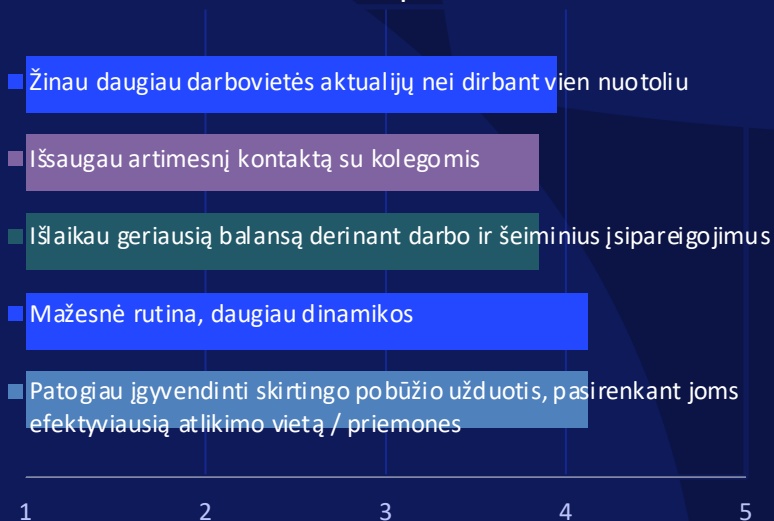 Žinau daugiau darbovietės aktualijų nei dirbant vien nuotoliu
Išsaugau artimesnį kontaktą su kolegomis
Išlaikau geriausią balansą derinant darbo ir šeiminius įsipareigojimus
Mažesnė rutina, daugiau dinamikos
Patogiau įgyvendinti skirtingo pobūžio užduotis, pasirenkant joms
efektyviausią atlikimo vietą / priemones
1 2 3 4 5